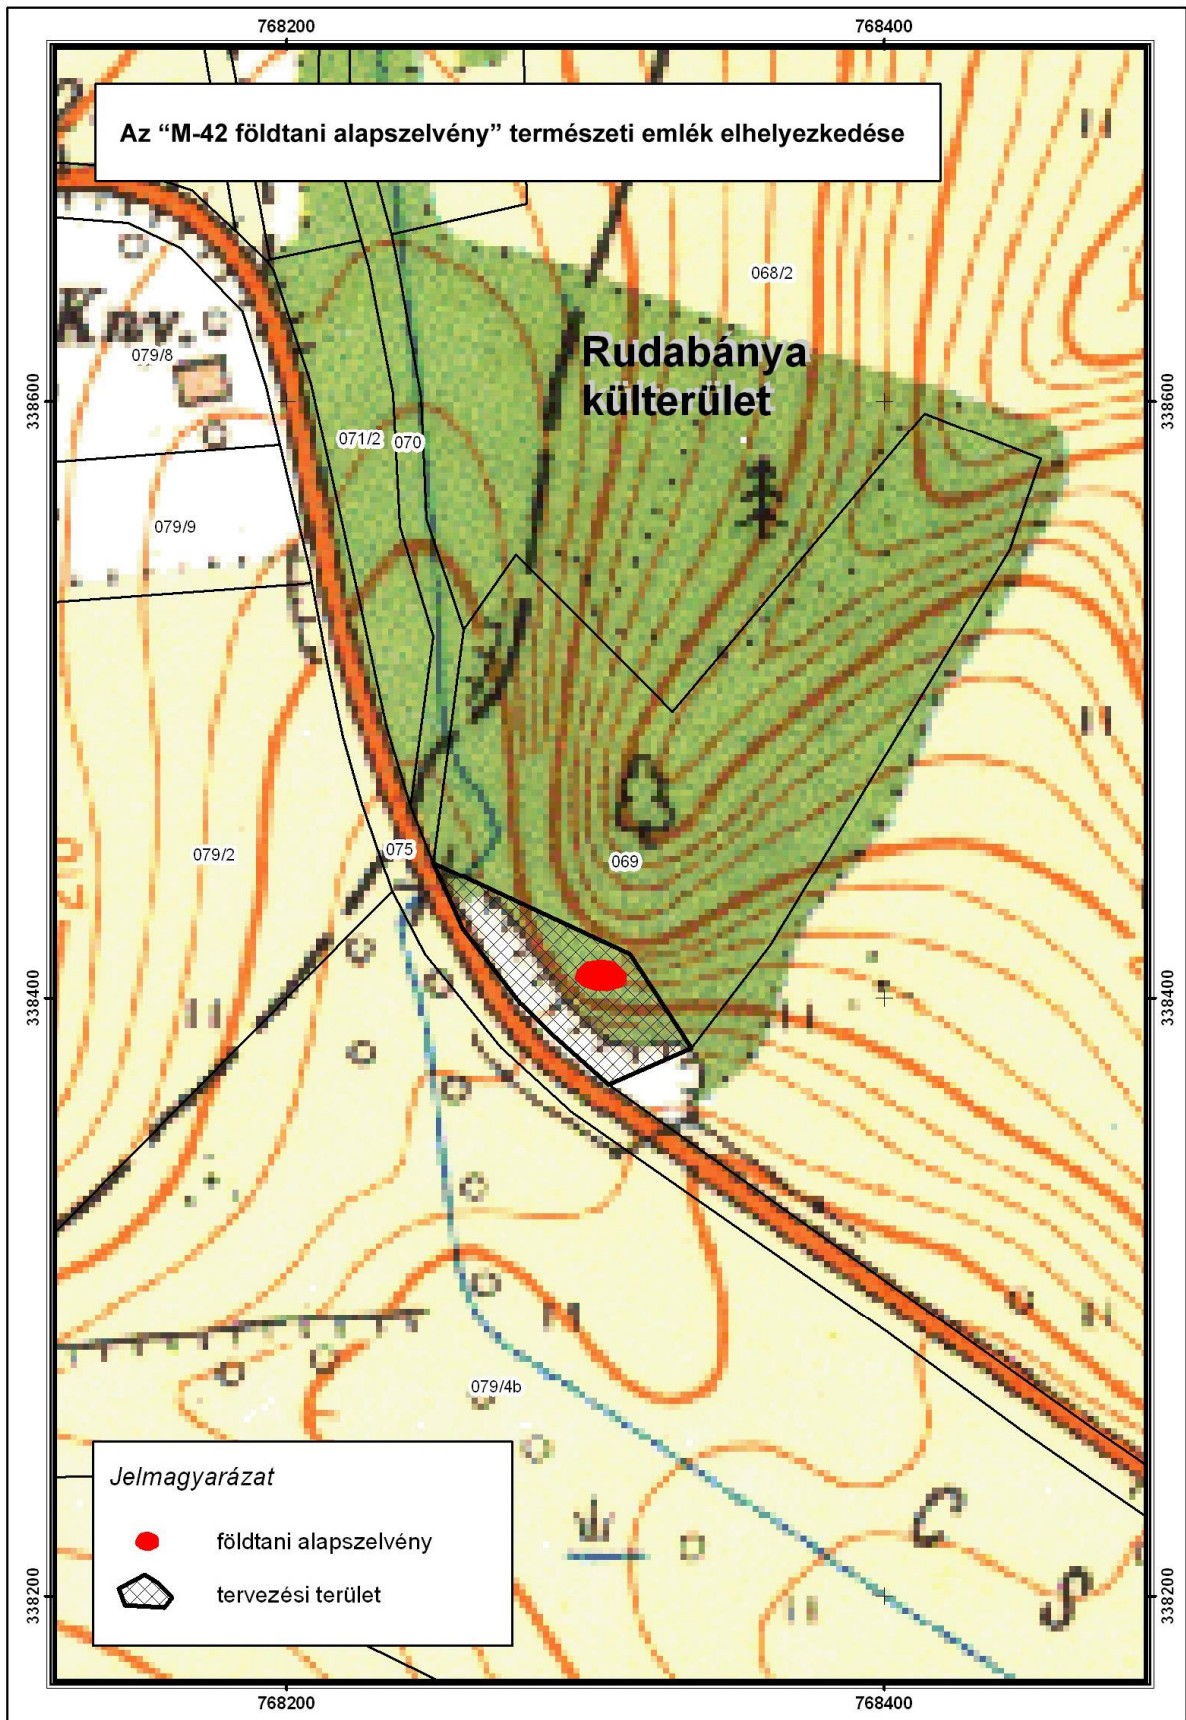 768200
768400
Az “M-42 földtani alapszelvény” természeti emlék elhelyezkedése
068/2
Knv.
079/8
Rudabánya
külterület
338600
338600
071/2
070
079/9
079/2
075
069
338400
338400
079/4b
Jelmagyarázat
földtani alapszelvény
tervezési terület
C
S
338200
338200
768200
768400